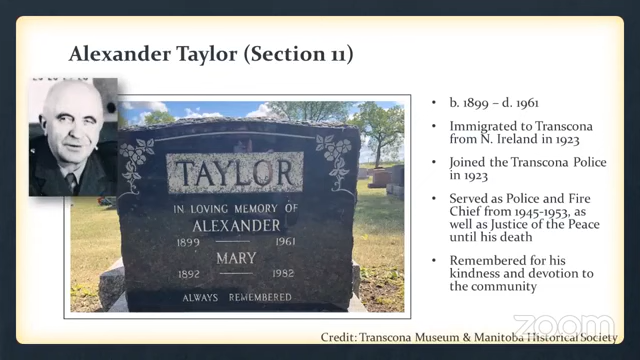 Alexander Taylor (Section 11)
TAYLOR
IN LOVING MEMORY OF
ALEXANDER
1899 1961
MARY
1892 1982
ALWAYS REMEMBERED
• b. 1899 – d. 1961
• Immigrated to Transcona
from N. Ireland in 1923
• Joined the Transcona Police
in 1923
• Served as Police and Fire
Chief from 1945-1953, as
well as Justice of the Peace
until his death
• Remembered for his
kindness and devotion to
the community
zoom
Credit: Transcona Museum & Manitoba Historical Society